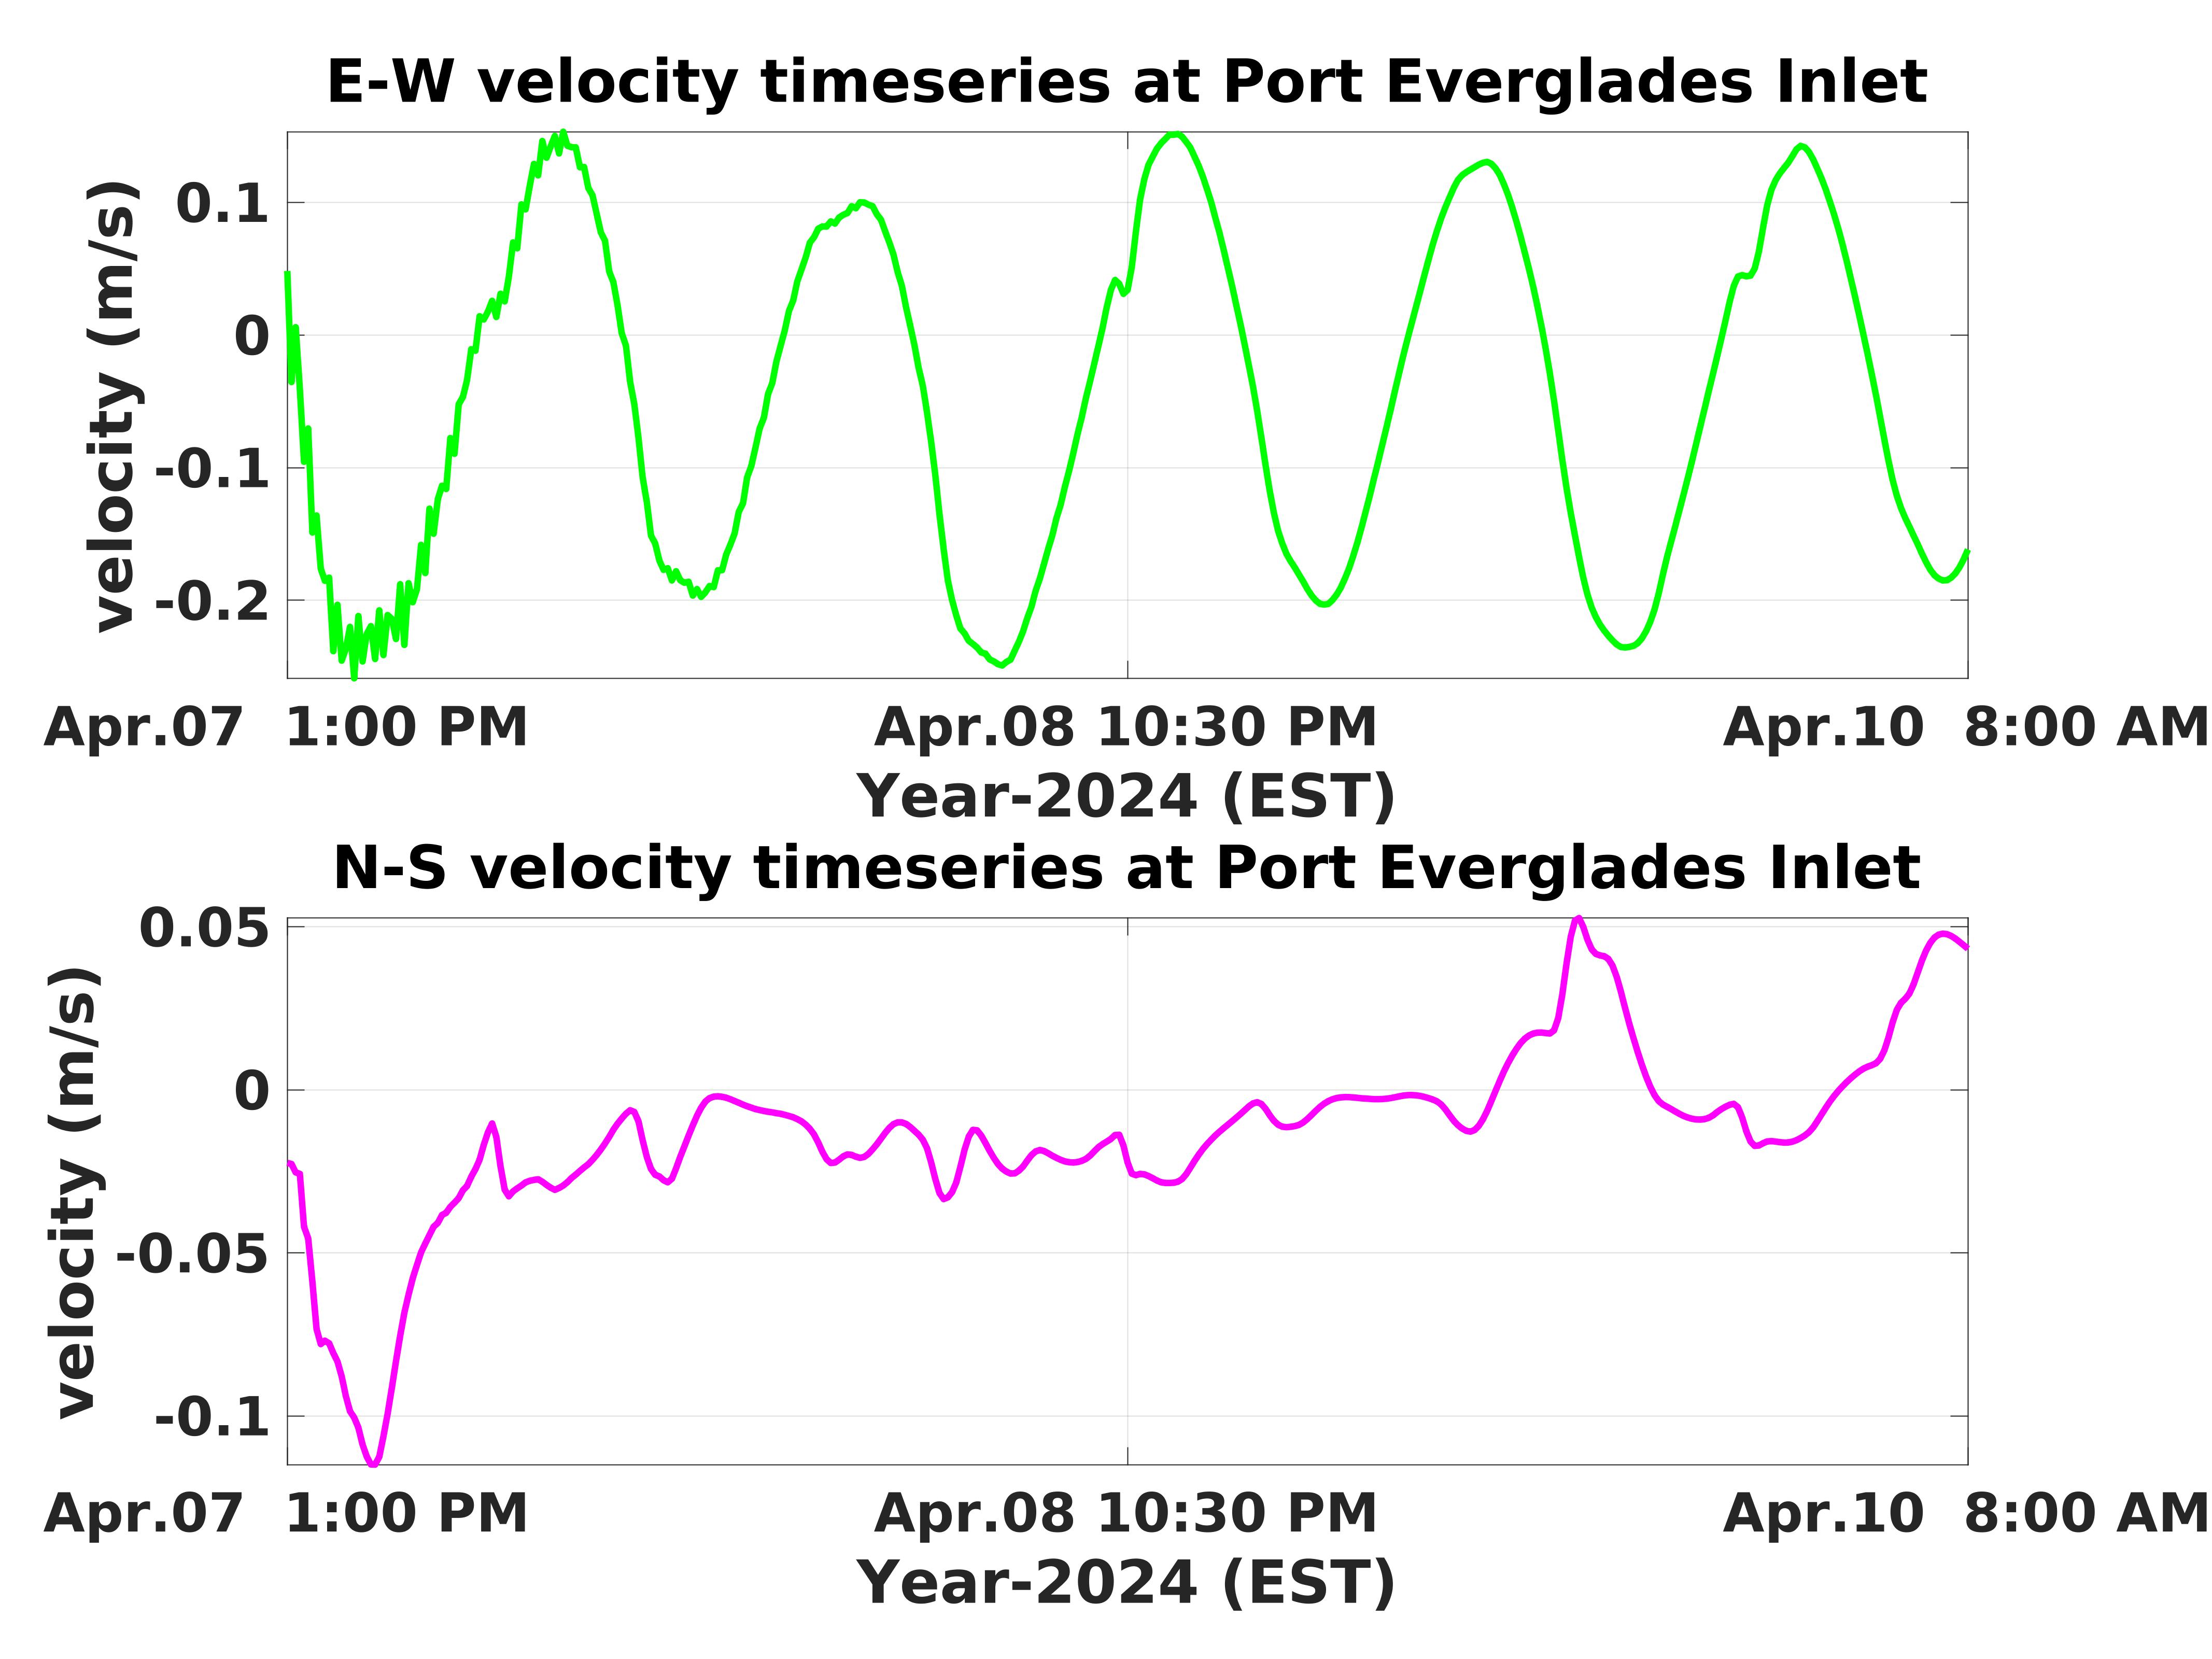 E-W velocity timeseries at Port Everglades Inlet
velocity (m/s)
0.1
0
-0.1
-0.2
Apr.07 1:00 PM Apr.08 10:30 PM Apr.10 8:00 AM
Year-2024 (EST)
N-S velocity timeseries at Port Everglades Inlet
velocity (m/s)
0.05
0
-0.05
-0.1
Apr.07 1:00 PM Apr.08 10:30 PM Apr.10 8:00 AM
Year-2024 (EST)